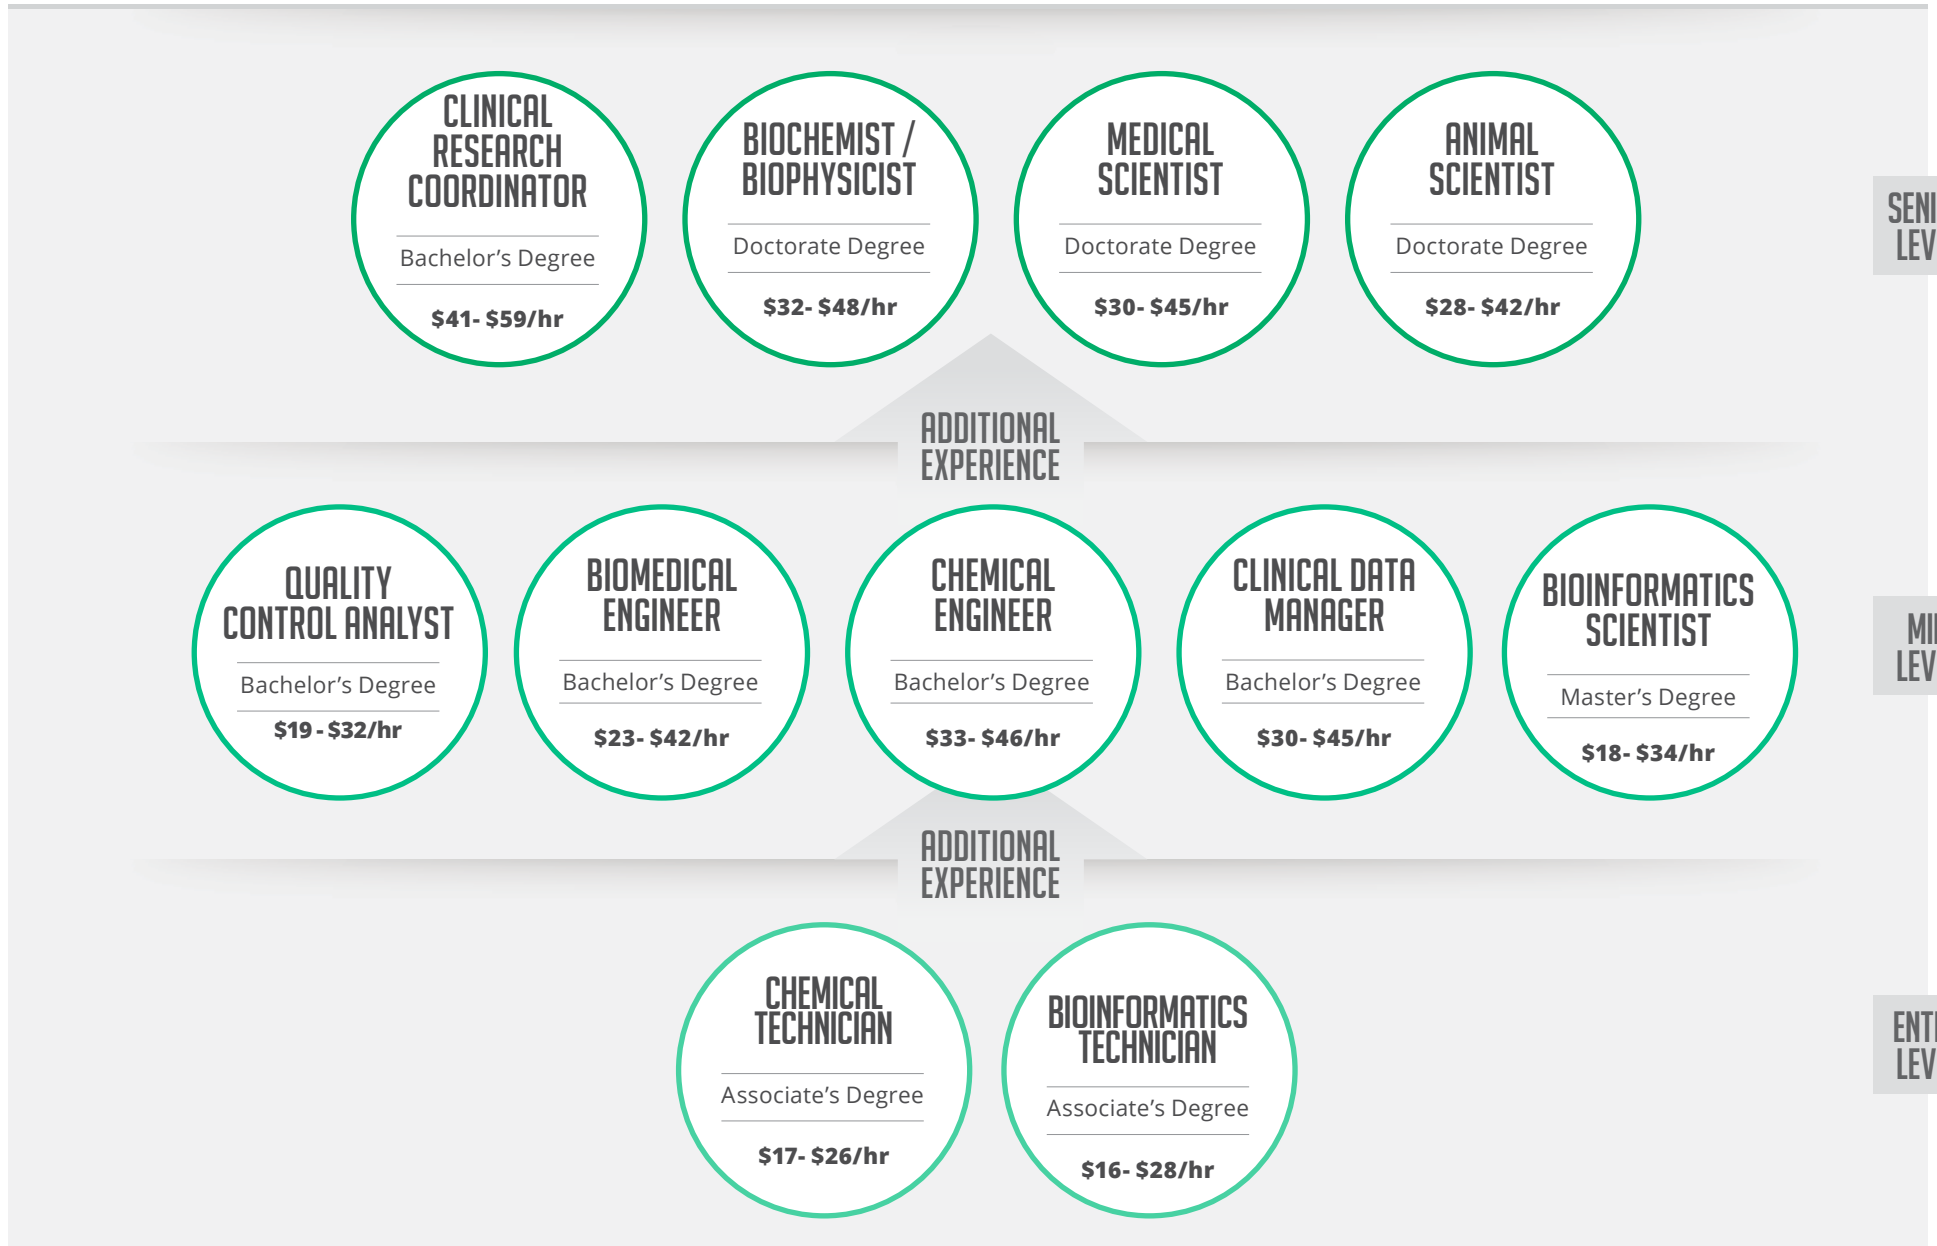 CLINICAL
RESEARCH
COORDINATOR
Bachelor's Degree
$41- $59/hr
BIOCHEMIST /
BIOPHYSICIST
Doctorate Degree
$32- $48/hr
MEDICAL
SCIENTIST
Doctorate Degree
$30- $45/hr
ANIMAL
SCIENTIST
Doctorate Degree
$28- $42/hr
ADDITIONAL
EXPERIENCE
QUALITY
CONTROL ANALYST
Bachelor's Degree
$19 - $32/hr
BIOMEDICAL
ENGINEER
Bachelor's Degree
$23- $42/hr
CHEMICAL
ENGINEER
Bachelor's Degree
$33- $46/hr
CLINICAL DATA
MANAGER
Bachelor's Degree
$30- $45/hr
BIOINFORMATICS
SCIENTIST
Master's Degree
$18- $34/hr
ADDITIONAL
EXPERIENCE
CHEMICAL
TECHNICIAN
Associate's Degree
$17- $26/hr
BIOINFORMATICS
TECHNICIAN
Associate's Degree
$16- $28/hr